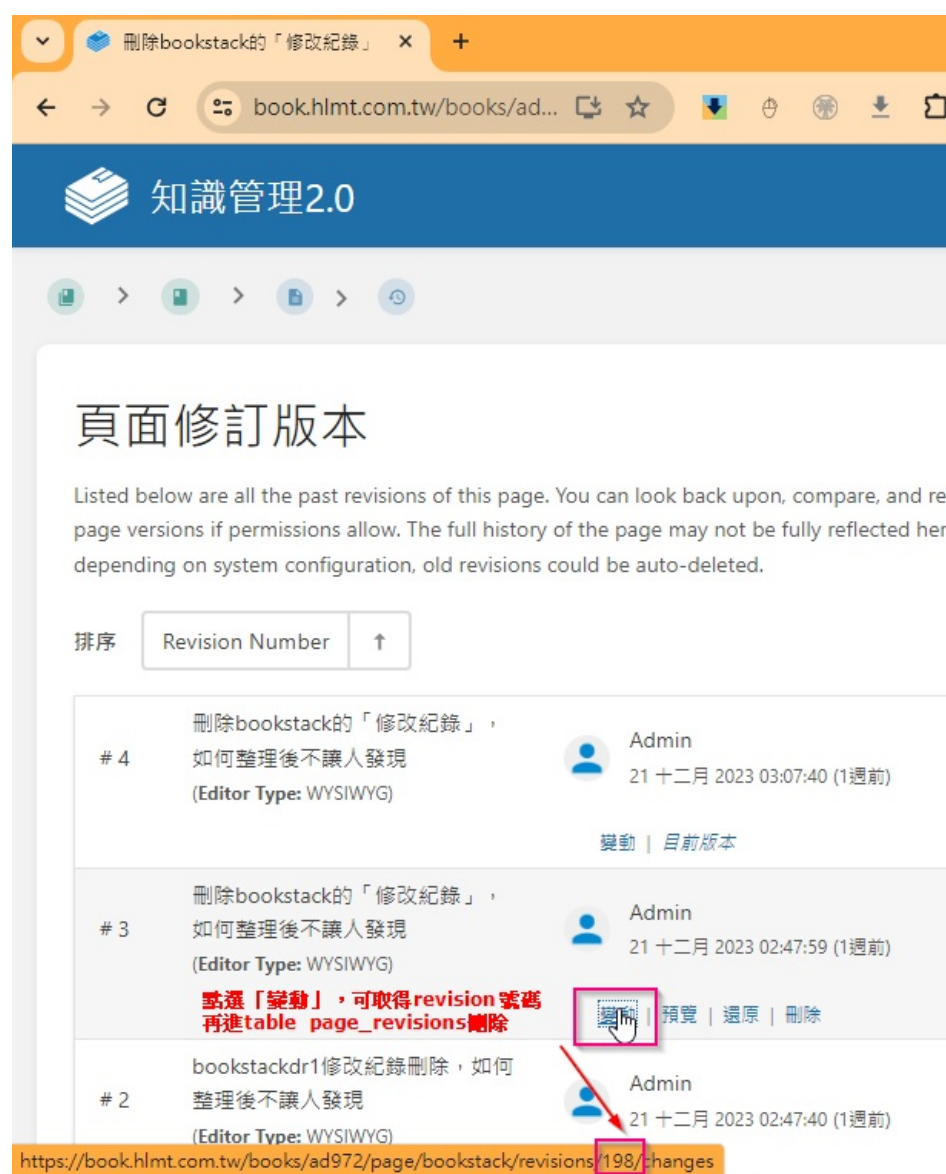 刪除bookstack的「修改紀錄」
book.hlmt.com.tw/books/ad...
知識管理2.0
頁面修訂版本
Listed below are all the past revisions of this page. You can look back upon, compare, and re
page versions if permissions allow. The full history of the page may not be fully reflected her
depending on system configuration, old revisions could be auto-deleted.
排序 Revision Number
刪除bookstack的「修改紀錄」，
# 4 如何整理後不讓人發現
(Editor Type: WYSIWYG)
Admin
21 十二月 2023 03:07:40 (1週前)
變動 | 目前版本
刪除bookstack的「修改紀錄」，
# 3 如何整理後不讓人發現
(Editor Type: WYSIWYG)
Admin
21 十二月 2023 02:47:59 (1週前)
點選「變動」，可取得revision 號碼
再進table page_revisions刪除
變動 | 預覽 | 還原 | 刪除
bookstackdr1修改紀錄刪除，如何
# 2 整理後不讓人發現
(Editor Type: WYSIWYG)
Admin
21 十二月 2023 02:47:40 (1週前)
https://book.hlmt.com.tw/books/ad972/page/bookstack/revisions/198/changes